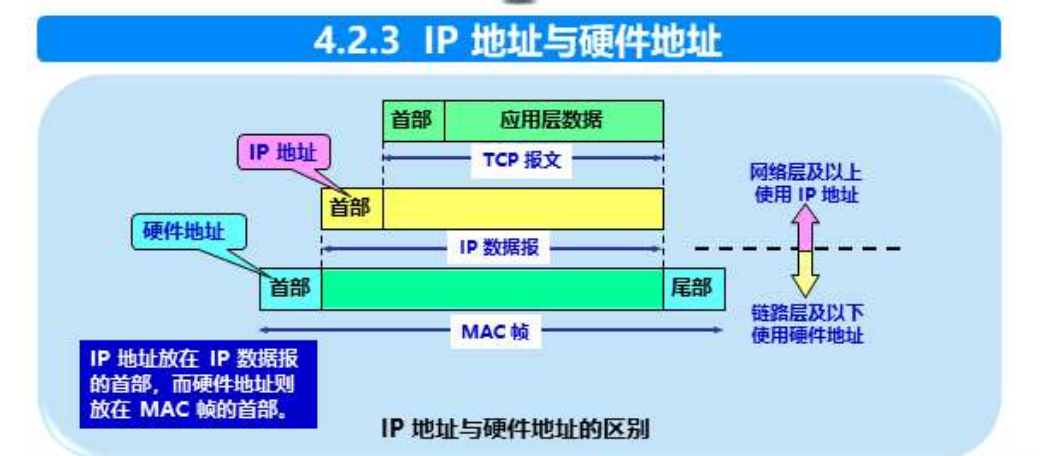 4.2.3 IP 地址与硬件地址
首部 应用层数据
IP 地址
TCP 报文
网络层及以上
使用 IP 地址
首部
硬件地址
IP 数据报
首部 尾部
链路层及以下
使用硬件地址
MAC 帧
IP 地址放在 IP 数据报
的首部，而硬件地址则
放在 MAC 帧的首部。
IP 地址与硬件地址的区别